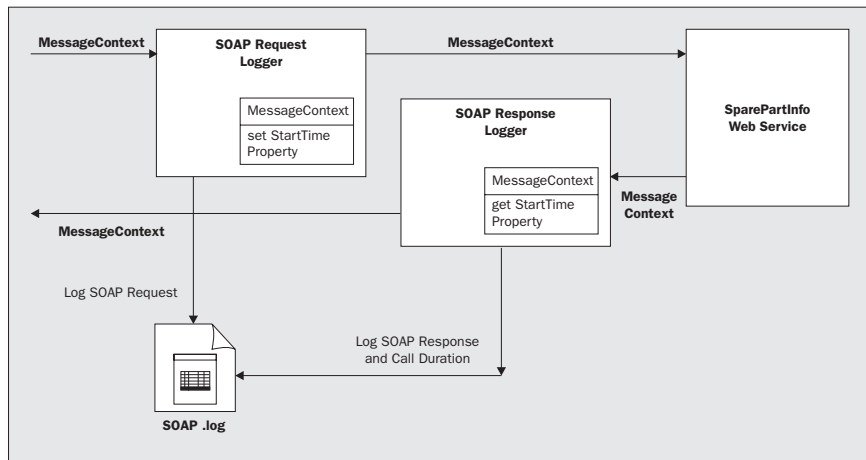 MessageContext
SOAP Request
Logger
MessageContext
set StartTime
Property
MessageContext
SparePartInfo
Web Service
SOAP Response
Logger
MessageContext
get StartTime
Property
Message
Context
MessageContext
Log SOAP Request
Log SOAP Response
and Call Duration
SOAP .log